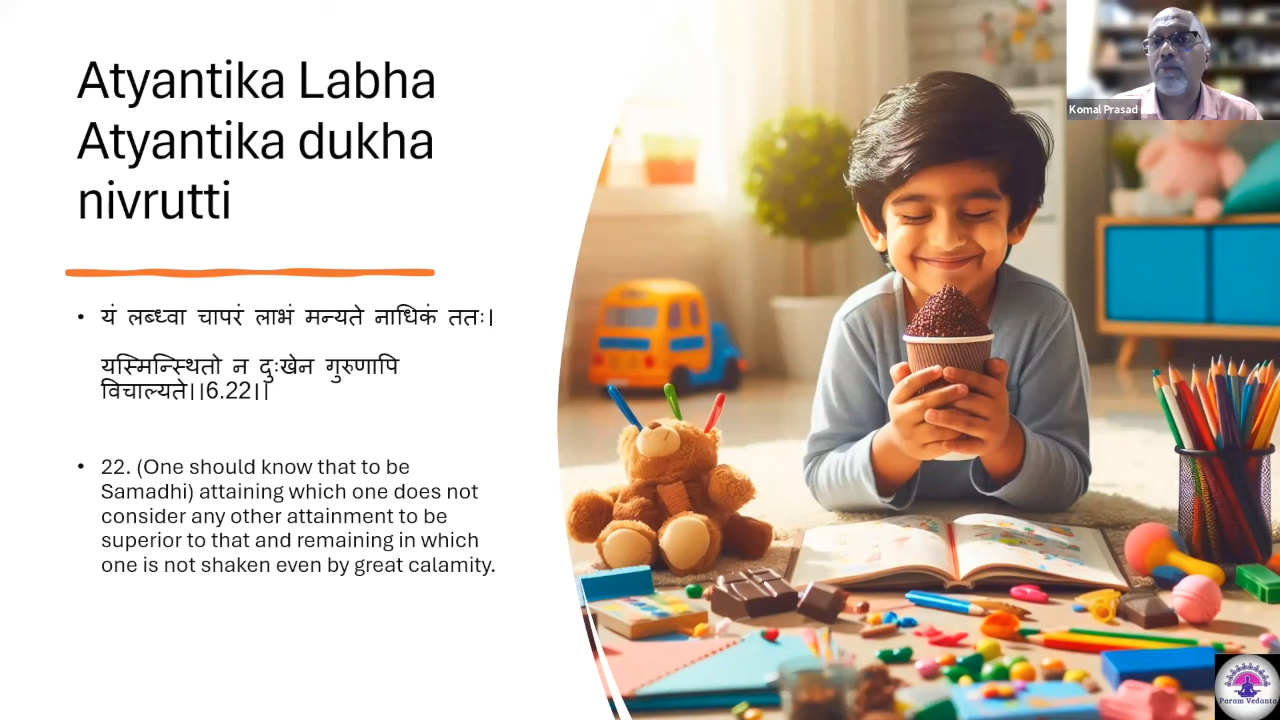 Atyantika Labha
Atyantika dukha
nivrutti
• यं लब्ध्वा चापरं लाभं मन्यते नाधिकं ततः।
यस्मिन्स्थितो न दुःखेन गुरुणापि
विचाल्यते।।6.22।।
• 22. (One should know that to be
Samadhi) attaining which one does not
consider any other attainment to be
superior to that and remaining in which
one is not shaken even by great calamity.
Komal Prasad
Param Vedanta